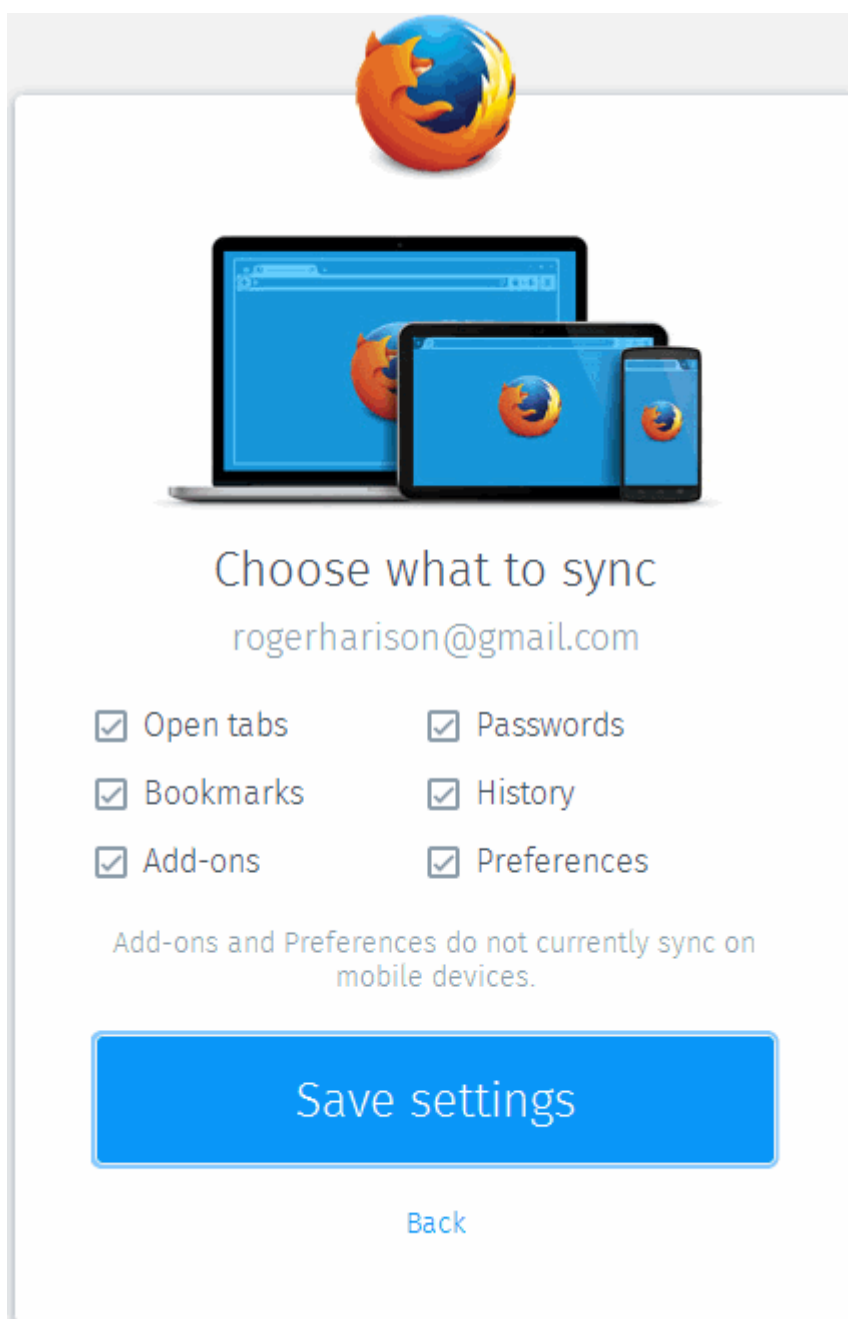 Choose what to sync
rogerharison@gmail.com
Open tabs
Passwords
Bookmarks
History
Add-ons
Preferences
Add-ons and Preferences do not currently sync on
mobile devices.
Save settings
Back